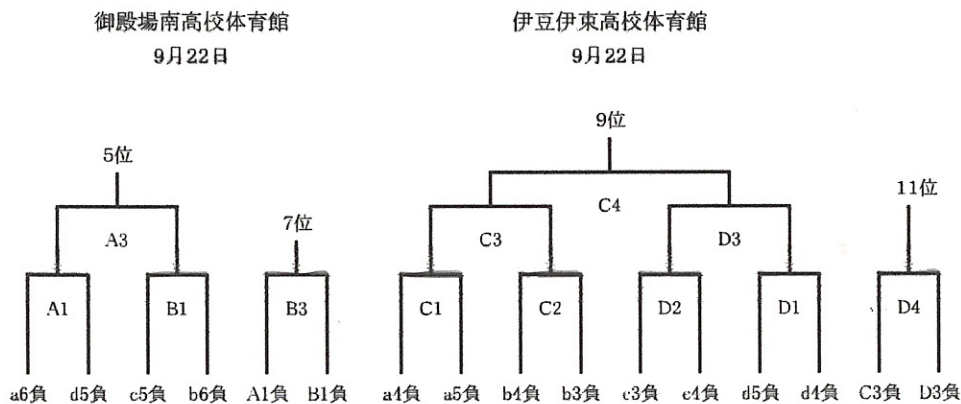 御殿場南高校体育館
9月22日
伊豆伊東高校体育館
9月22日
5位
A3
7位
A1
B1
B3
a6負 d5負 c5負 b6負 A1負 B1負
9位
C4
11位
C3
D3
C1
C2
D2
D1
D4
a4負 a5負 b4負 b3負 c3負 c4負 d5負 d4負 C3負 D3負